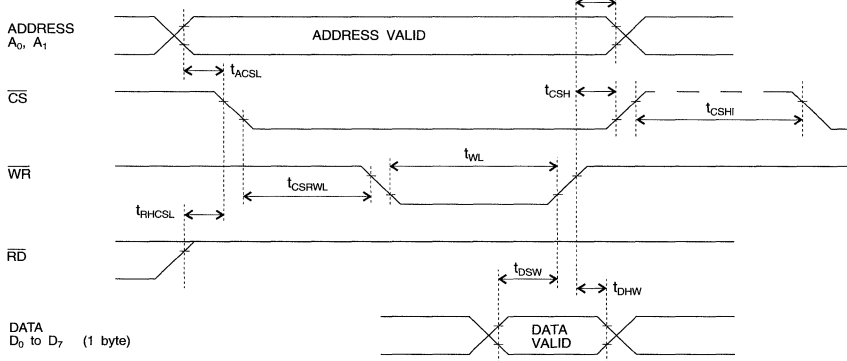 ADDRESS
A0, A1
ADDRESS VALID
tACSL
CS
tCSH
tCSHI
WR
tWL
tCSRWL
tRHCSL
RD
tDSW
tDHW
DATA
D0 to D7 (1 byte)
DATA
VALID